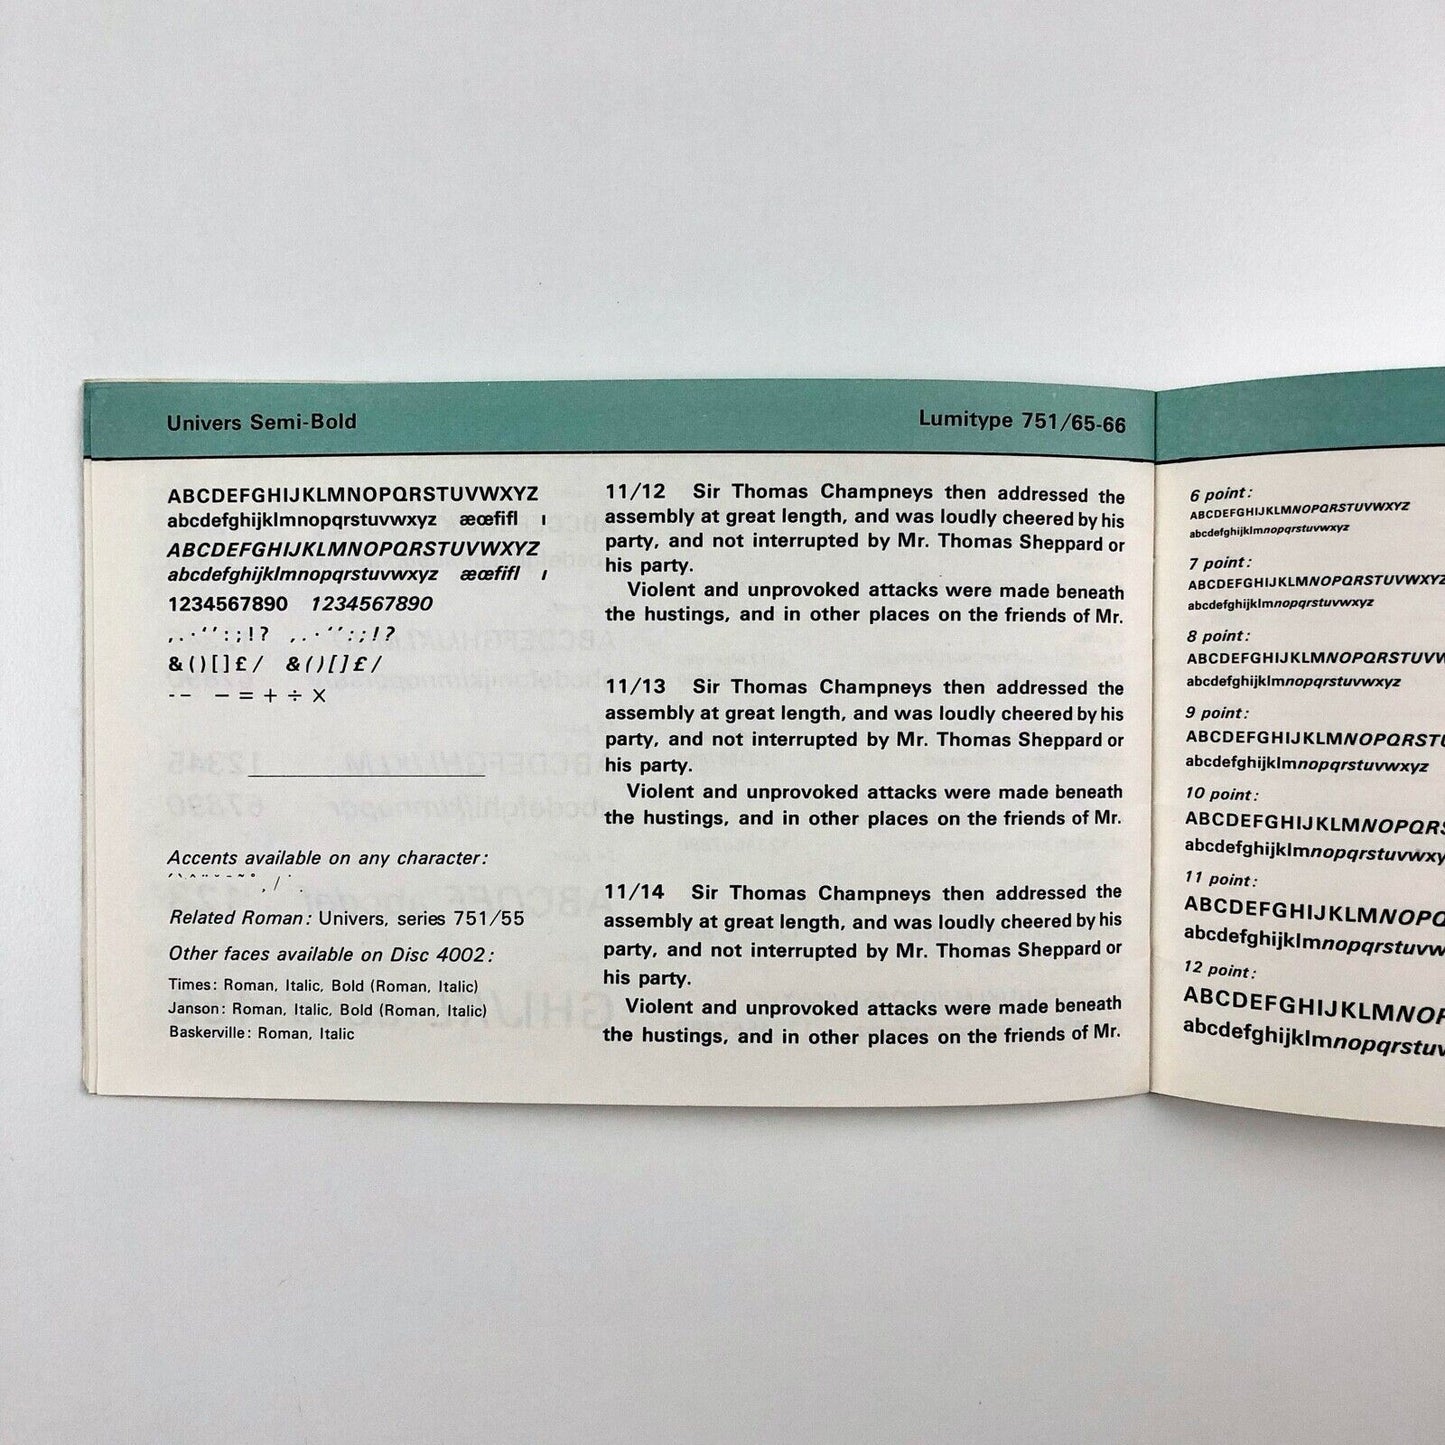 Univers Semi-Bold
Lumitype 751/65-66
ABCDEFGHIJKLMNOPQRSTUVWXYZ
abcdefghijklmnopqrstuvwxyz æœfifl ı
ABCDEFGHIJKLMNOPQRSTUVWXYZ
abcdefghijklmnopqrstuvwxyz æœfifl ı
1234567890 1234567890
,.·‘’:;!? ,.·‘’:;!?
&()[]£/ &()[]£/
-– —=+÷×
Accents available on any character:
Related Roman: Univers, series 751/55
Other faces available on Disc 4002:
Times: Roman, Italic, Bold (Roman, Italic)
Janson: Roman, Italic, Bold (Roman, Italic)
Baskerville: Roman, Italic
11/12 Sir Thomas Champneys then addressed the
assembly at great length, and was loudly cheered by his
party, and not interrupted by Mr. Thomas Sheppard or
his party.
Violent and unprovoked attacks were made beneath
the hustings, and in other places on the friends of Mr.
11/13 Sir Thomas Champneys then addressed the
assembly at great length, and was loudly cheered by his
party, and not interrupted by Mr. Thomas Sheppard or
his party.
Violent and unprovoked attacks were made beneath
the hustings, and in other places on the friends of Mr.
11/14 Sir Thomas Champneys then addressed the
assembly at great length, and was loudly cheered by his
party, and not interrupted by Mr. Thomas Sheppard or
his party.
Violent and unprovoked attacks were made beneath
the hustings, and in other places on the friends of Mr.
6 point:
ABCDEFGHIJKLMNOPQRSTUVWXYZ
abcdefghijklmnopqrstuvwxyz
7 point:
ABCDEFGHIJKLMNOPQRSTUVWXYZ
abcdefghijklmnopqrstuvwxyz
8 point:
ABCDEFGHIJKLMNOPQRSTUVW
abcdefghijklmnopqrstuvwxyz
9 point:
ABCDEFGHIJKLMNOPQRSTU
abcdefghijklmnopqrstuvwxyz
10 point:
ABCDEFGHIJKLMNOPQRS
abcdefghijklmnopqrstuvwxy
11 point:
ABCDEFGHIJKLMNOPQ
abcdefghijklmnopqrstuvw
12 point:
ABCDEFGHIJKLMNOP
abcdefghijklmnopqrstuv